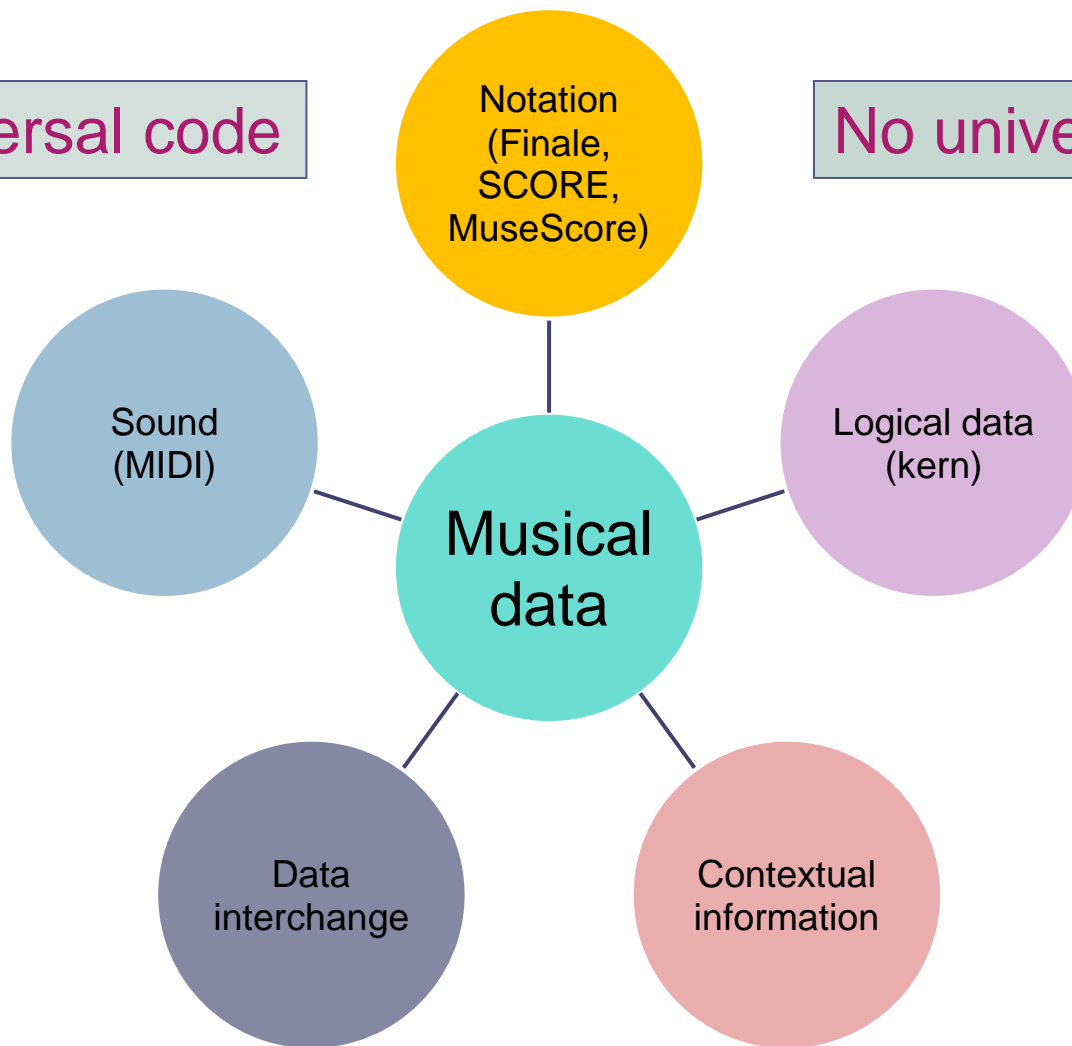 ersal code
No unive
Notation
(Finale,
SCORE,
MuseScore)
Sound
(MIDI)
Logical data
(kern)
Musical
data
Data
interchange
Contextual
information